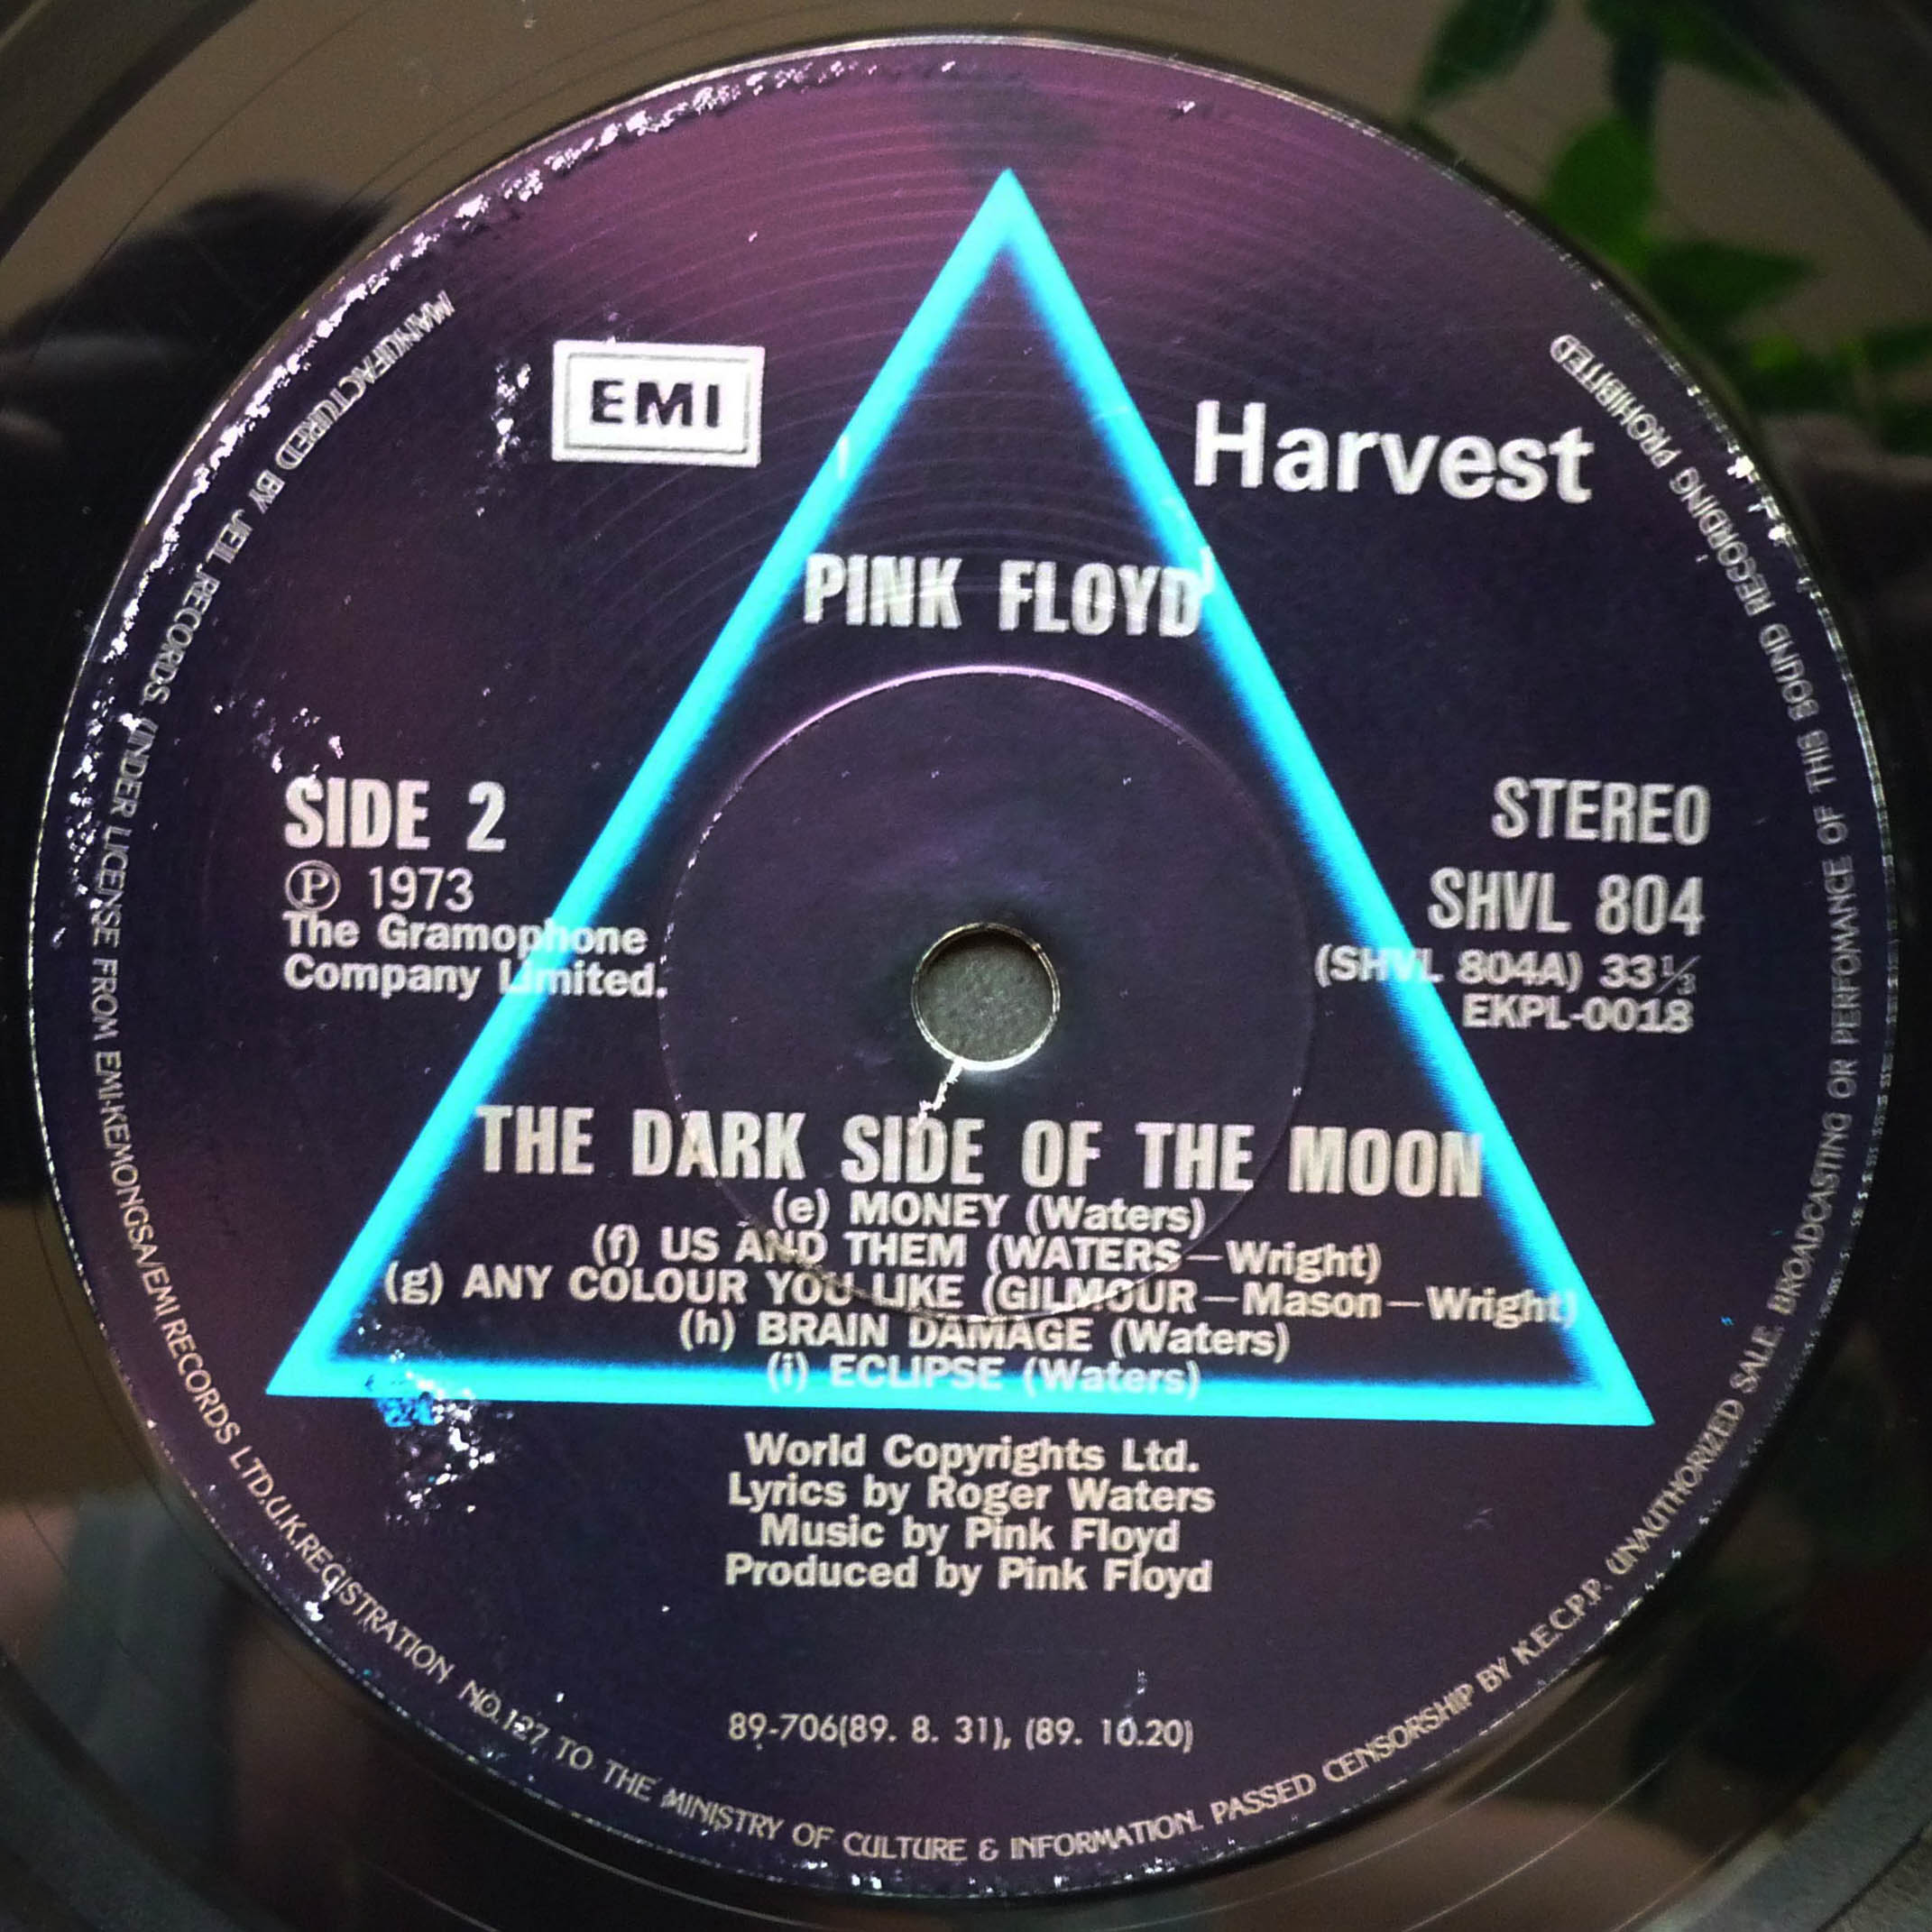 EMI
Harvest
PINK FLOYD
SIDE 2
Ⓟ 1973
The Gramophone
Company Limited.
STEREO
SHVL 804
(SHVL 804A) 33⅓
EKPL-0018
THE DARK SIDE OF THE MOON
(e) MONEY (Waters)
(f) US AND THEM (WATERS—Wright)
(g) ANY COLOUR YOU LIKE (GILMOUR—Mason—Wright)
(h) BRAIN DAMAGE (Waters)
(i) ECLIPSE (Waters)
World Copyrights Ltd.
Lyrics by Roger Waters
Music by Pink Floyd
Produced by Pink Floyd
89-706(89. 8. 31), (89. 10.20)
MANUFACTURED BY JEIL RECORDS. (UNDER LICENSE FROM EMI-KEMONGSA/EMI RECORDS LTD.U.K.REGISTRATION NO.127 TO THE MINISTRY OF CULTURE & INFORMATION. PASSED CENSORSHIP BY K.E.C.P.P. UNAUTHORIZED SALE. BROADCASTING OR PERFOMANCE OF THIS SOUND RECORDING PROHIBITED